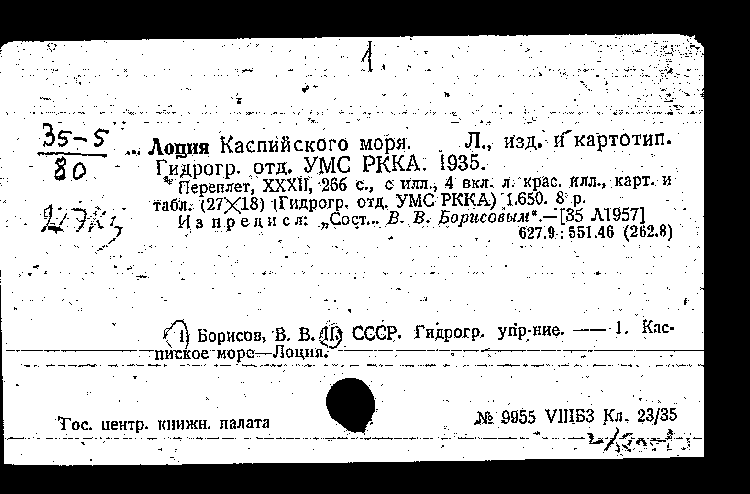 1.
35-5
80
Лоция Каспийского моря. Л., изд. и картотип.
Гидрогр. отд. УМС РККА. 1935.
Переплет, XXXII, 266 с., с илл., 4 вкл. л. крас. илл., карт. и
табл. (27×18) (Гидрогр. отд. УМС РККА) 1.650. 8 р.
Из предисл: „Сост... В. В. Борисовым“.—[35 Л1957]
627.9 : 551.46 (262.8)
I) Борисов, В. В. II) СССР. Гидрогр. упр-ние. — 1. Кас-
пийское море—Лоция.
Гос. центр. книжн. палата
№ 9955 VIIIБ3 Кл. 23/35